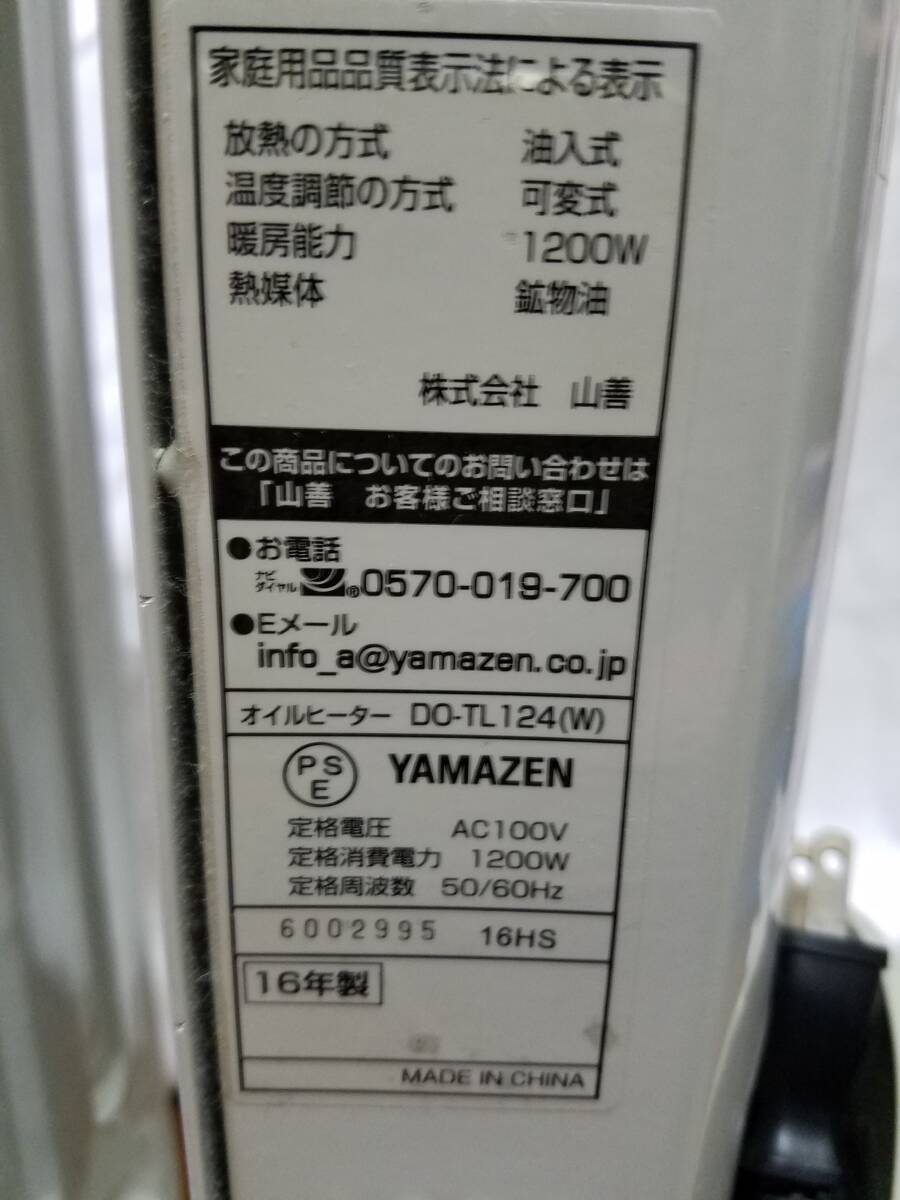 家庭用品品質表示法による表示
放熱の方式 油入式
温度調節の方式 可変式
暖房能力 1200W
熱媒体 鉱物油
株式会社 山善
この商品についてのお問い合わせは
「山善 お客様ご相談窓口」
●お電話
ナビダイヤル ®0570-019-700
●Eメール
info_a@yamazen.co.jp
オイルヒーター DO-TL124(W)
PSE YAMAZEN
定格電圧 AC100V
定格消費電力 1200W
定格周波数 50/60Hz
6002995 16HS
16年製
MADE IN CHINA